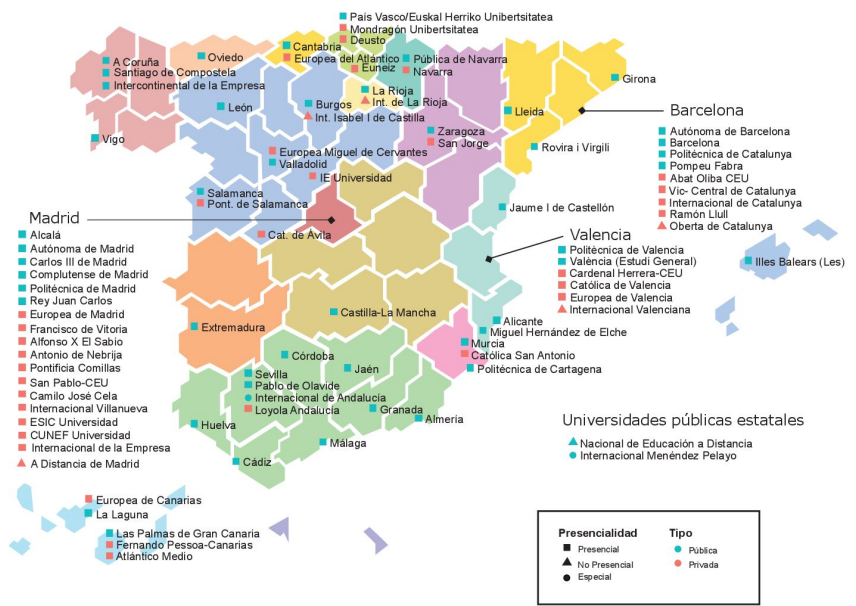 País Vasco/Euskal Herriko Unibertsitatea
Mondragón Unibertsitatea
Deusto
Cantabria
Europea del Atlántico
Euneiz
Pública de Navarra
Navarra
A Coruña
Santiago de Compostela
Intercontinental de la Empresa
Oviedo
León
Burgos
Int. Isabel I de Castilla
La Rioja
Int. de La Rioja
Girona
Lleida
Rovira i Virgili
Vigo
Zaragoza
San Jorge
Europea Miguel de Cervantes
Valladolid
IE Universidad
Salamanca
Pont. de Salamanca
Cat. de Ávila
Barcelona
Autónoma de Barcelona
Barcelona
Politécnica de Catalunya
Pompeu Fabra
Abat Oliba CEU
Vic- Central de Catalunya
Internacional de Catalunya
Ramón Llull
Oberta de Catalunya
Jaume I de Castellón
Madrid
Alcalá
Autónoma de Madrid
Carlos III de Madrid
Complutense de Madrid
Politécnica de Madrid
Rey Juan Carlos
Europea de Madrid
Francisco de Vitoria
Alfonso X El Sabio
Antonio de Nebrija
Pontificia Comillas
San Pablo-CEU
Camilo José Cela
Internacional Villanueva
ESIC Universidad
CUNEF Universidad
Internacional de la Empresa
A Distancia de Madrid
Valencia
Politècnica de Valencia
València (Estudi General)
Cardenal Herrera-CEU
Católica de Valencia
Europea de Valencia
Internacional Valenciana
Illes Balears (Les)
Extremadura
Castilla-La Mancha
Alicante
Miguel Hernández de Elche
Murcia
Católica San Antonio
Politécnica de Cartagena
Córdoba
Jaén
Sevilla
Pablo de Olavide
Internacional de Andalucía
Loyola Andalucía
Granada
Almería
Huelva
Málaga
Cádiz
Universidades públicas estatales
Nacional de Educación a Distancia
Internacional Menéndez Pelayo
Europea de Canarias
La Laguna
Las Palmas de Gran Canaria
Fernando Pessoa-Canarias
Atlántico Medio
Presencialidad
Presencial
No Presencial
Especial
Tipo
Pública
Privada